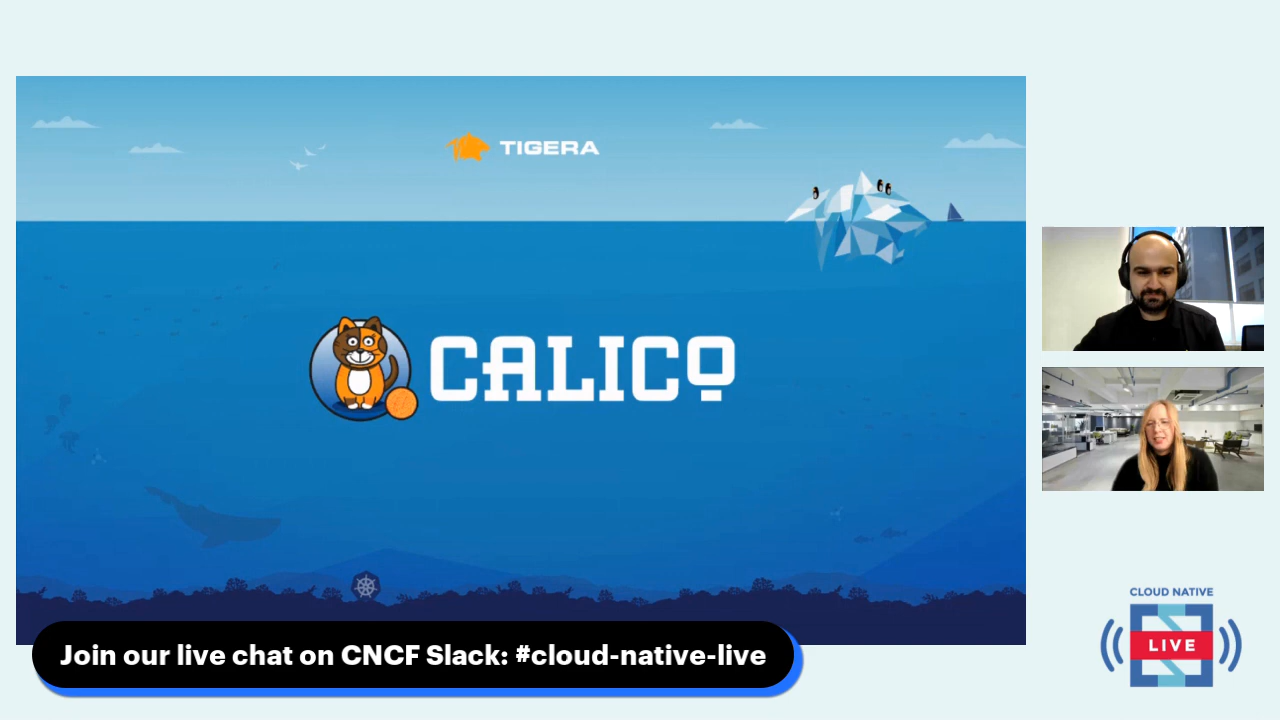 TIGERA
CALICO
Join our live chat on CNCF Slack: #cloud-native-live
CLOUD NATIVE
LIVE